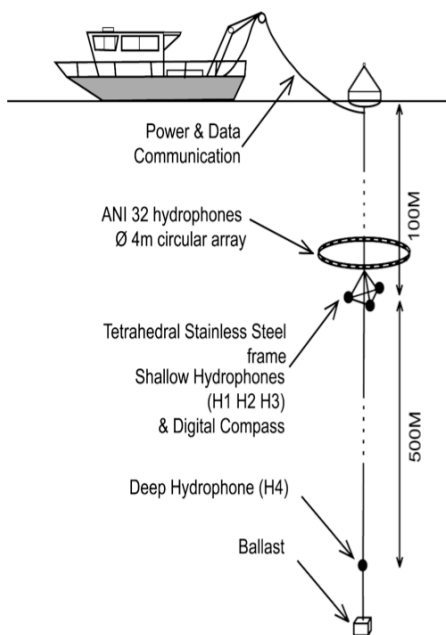 Power & Data
Communication
100M
ANI 32 hydrophones
Ø 4m circular array
Tetrahedral Stainless Steel
frame
Shallow Hydrophones
(H1 H2 H3)
& Digital Compass
500M
Deep Hydrophone (H4)
Ballast